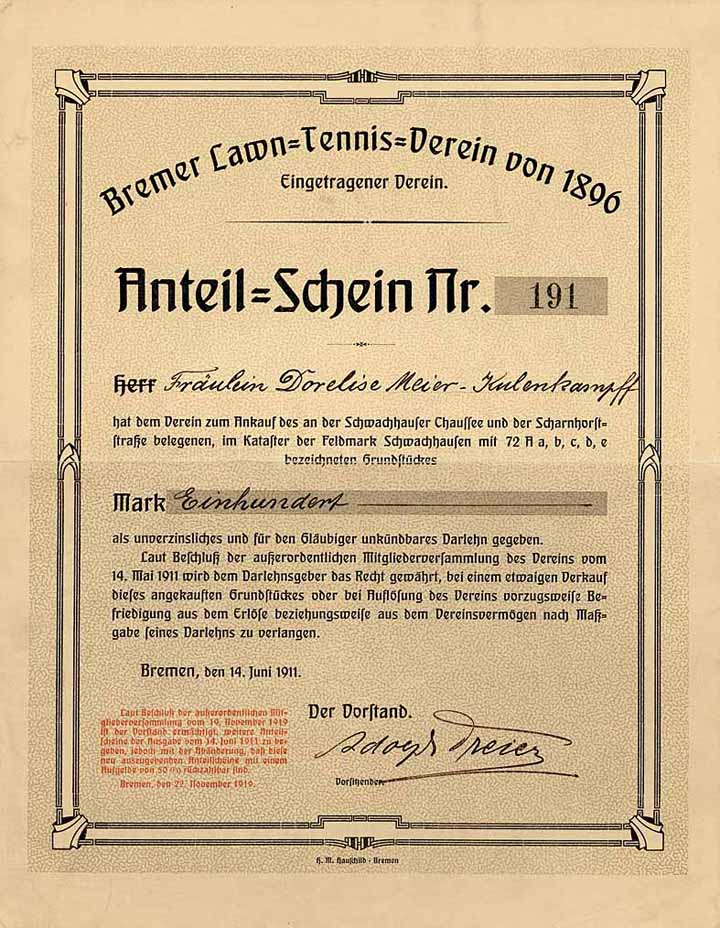 Bremer Lawn=Tennis=Verein von 1896
Eingetragener Verein.
Anteil=Schein Nr. 191
Herr Fräulein Dorelise Meier-Kulenkampff
hat dem Verein zum Ankauf des an der Schwachhauser Chaussee und der Scharnhorst-
straße belegenen, im Kataster der Feldmark Schwachhausen mit 72 A a, b, c, d, e
bezeichneten Grundstückes
Mark Einhundert
als unverzinsliches und für den Gläubiger unkündbares Darlehn gegeben.
Laut Beschluß der außerordentlichen Mitgliederversammlung des Vereins vom
14. Mai 1911 wird dem Darlehnsgeber das Recht gewährt, bei einem etwaigen Verkauf
dieses angekauften Grundstückes oder bei Auflösung des Vereins vorzugsweise Be-
friedigung aus dem Erlöse beziehungsweise aus dem Vereinsvermögen nach Maß-
gabe seines Darlehns zu verlangen.
Bremen, den 14. Juni 1911.
Laut Beschluß der außerordentlichen Mit-
gliederversammlung vom 19. November 1919
ist der Vorstand ermächtigt, weitere Anteil-
scheine der Ausgabe vom 14. Juni 1911 zu be-
geben, jedoch mit der Abänderung, daß diese
neu auszugebenden Anteilscheine mit einem
Aufgelde von 50 % rückzahlbar sind.
Bremen, den 22. November 1919.
Der Vorstand.
Adolph Dreier
Vorsitzender.
H. M. Hauschild - Bremen